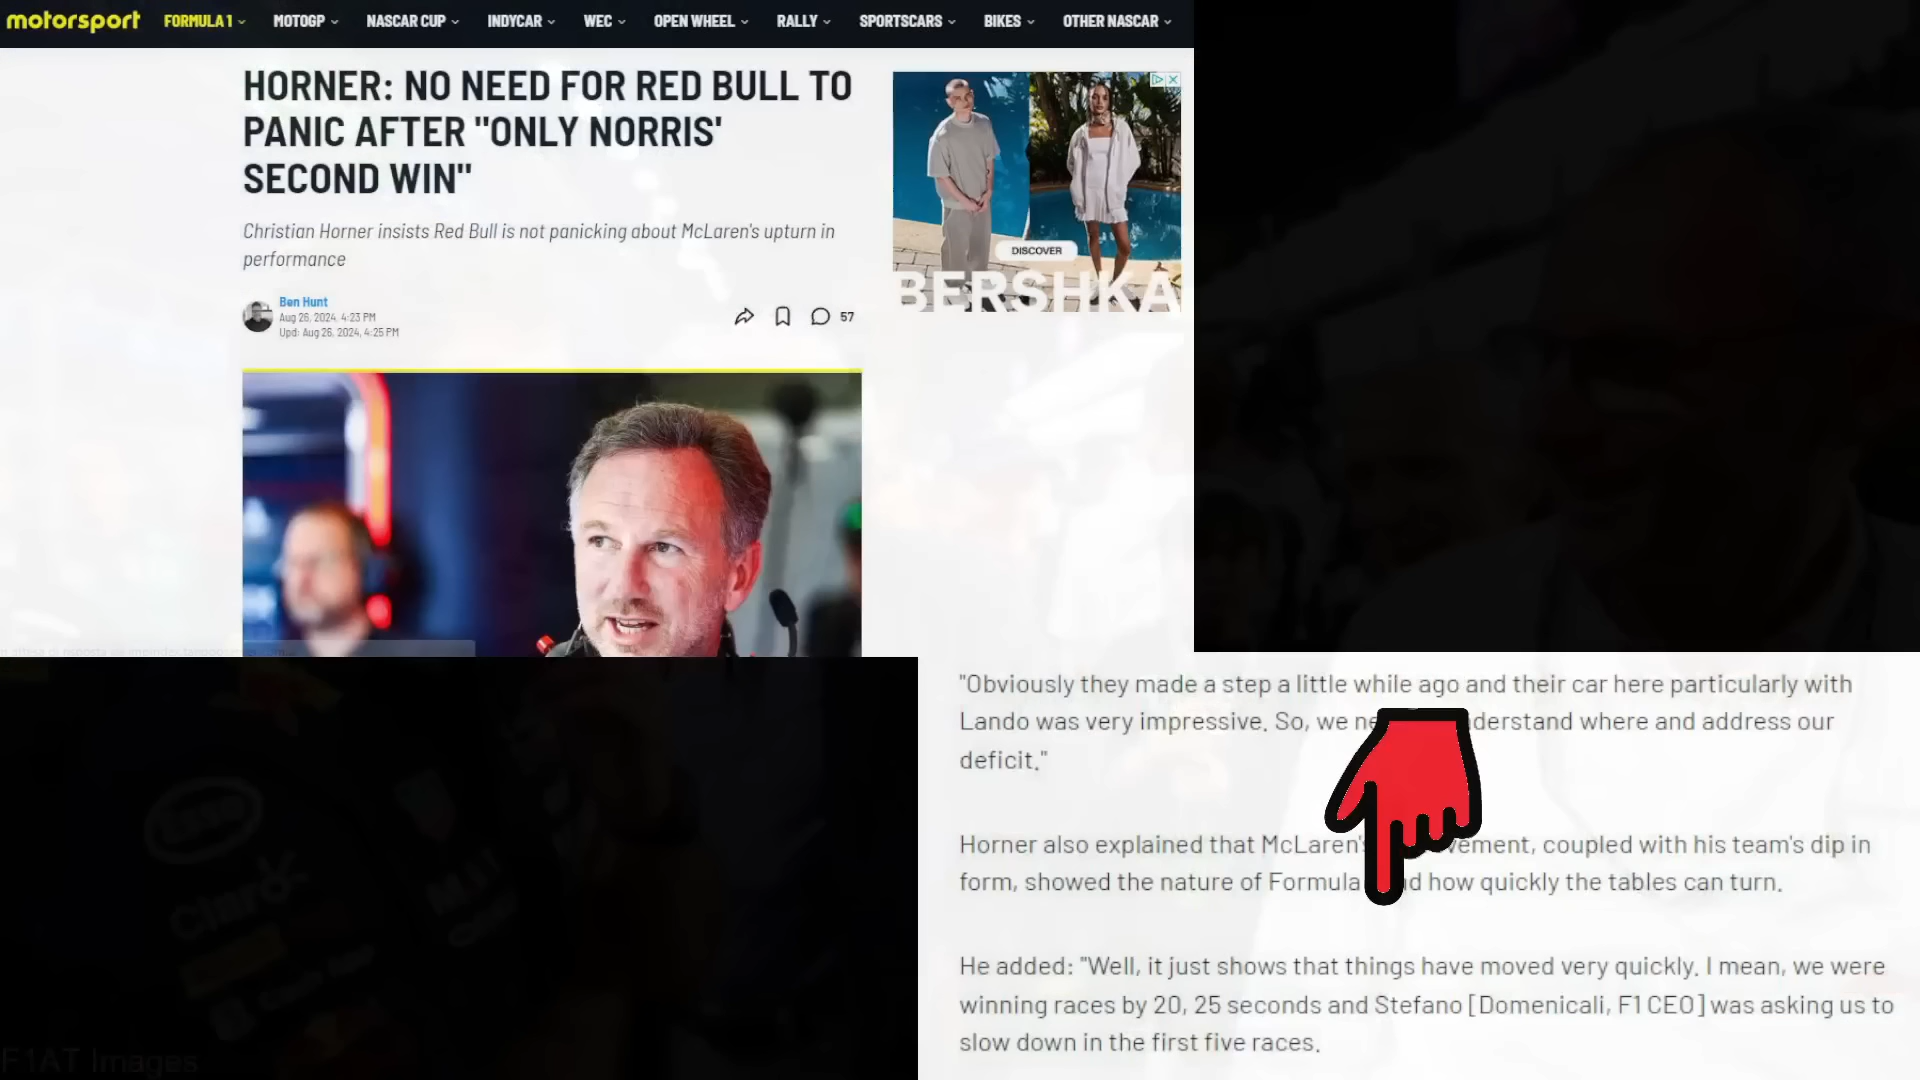 motorsport FORMULA 1 MOTOGP NASCAR CUP INDYCAR WEC OPEN WHEEL RALLY SPORTSCARS BIKES OTHER NASCAR
HORNER: NO NEED FOR RED BULL TO
PANIC AFTER "ONLY NORRIS'
SECOND WIN"
Christian Horner insists Red Bull is not panicking about McLaren's upturn in
performance
Ben Hunt
Aug 26, 2024, 4:23 PM
Upd: Aug 26, 2024, 4:25 PM
57
DISCOVER
BERSHKA
"Obviously they made a step a little while ago and their car here particularly with
Lando was very impressive. So, we derstand where and address our
deficit."
Horner also explained that McLaren's vement, coupled with his team's dip in
form, showed the nature of Formula d how quickly the tables can turn.
He added: "Well, it just shows that things have moved very quickly. I mean, we were
winning races by 20, 25 seconds and Stefano [Domenicali, F1 CEO] was asking us to
slow down in the first five races.
Esso
Claro
F1AT Images